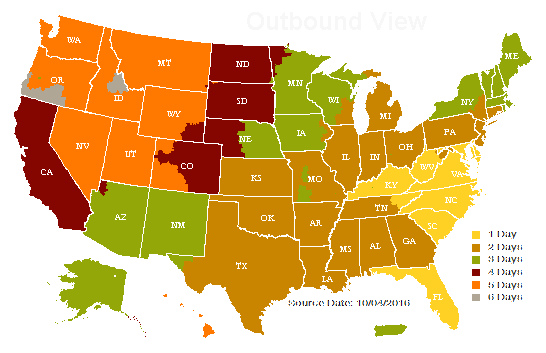 Outbound View
WA
OR
ID
MT
WY
NV
UT
CA
CO
AZ
NM
ND
SD
NE
KS
OK
TX
MN
IA
MO
AR
LA
WI
IL
IN
MI
OH
KY
TN
MS
AL
GA
FL
SC
NC
VA
WV
PA
NY
ME
1 Day
2 Days
3 Days
4 Days
5 Days
6 Days
Source Date: 10/04/2016